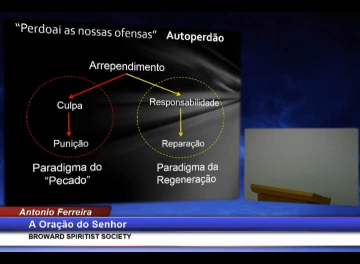 “Perdoai as nossas ofensas” Autoperdão
Arrependimento
Culpa
Responsabilidade
Punição
Reparação
Paradigma do
“Pecado”
Paradigma da
Regeneração
Antonio Ferreira
A Oração do Senhor
BROWARD SPIRITIST SOCIETY